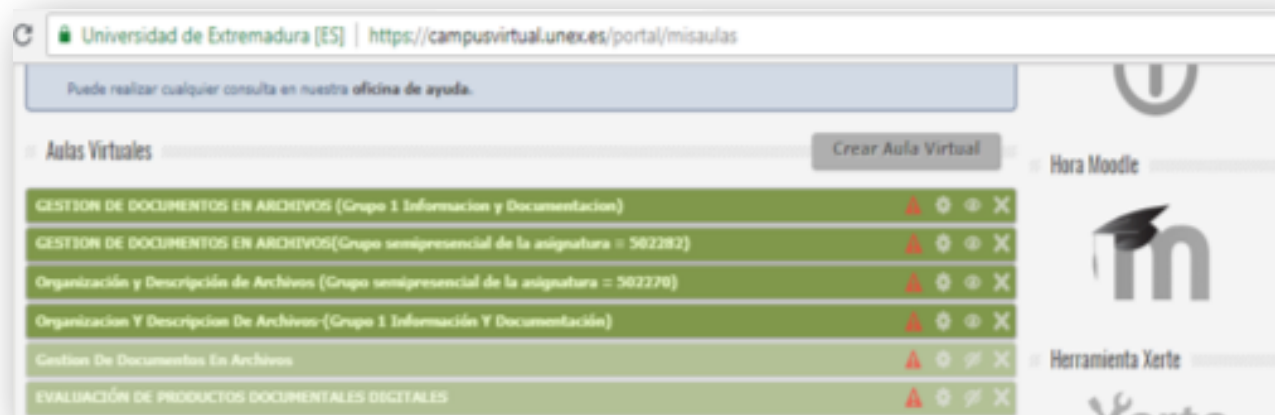 Universidad de Extremadura [ES] | https://campusvirtual.unex.es/portal/misaulas
Puede realizar cualquier consulta en nuestra oficina de ayuda.
Aulas Virtuales
Crear Aula Virtual
GESTION DE DOCUMENTOS EN ARCHIVOS (Grupo 1 Informacion y Documentacion)
GESTION DE DOCUMENTOS EN ARCHIVOS(Grupo semipresencial de la asignatura = 502282)
Organización y Descripción de Archivos (Grupo semipresencial de la asignatura = 502270)
Organizacion Y Descripcion De Archivos-(Grupo 1 Información Y Documentación)
Gestion De Documentos En Archivos
EVALUACIÓN DE PRODUCTOS DOCUMENTALES DIGITALES
Hora Moodle
m
Herramienta Xerte
Xerte